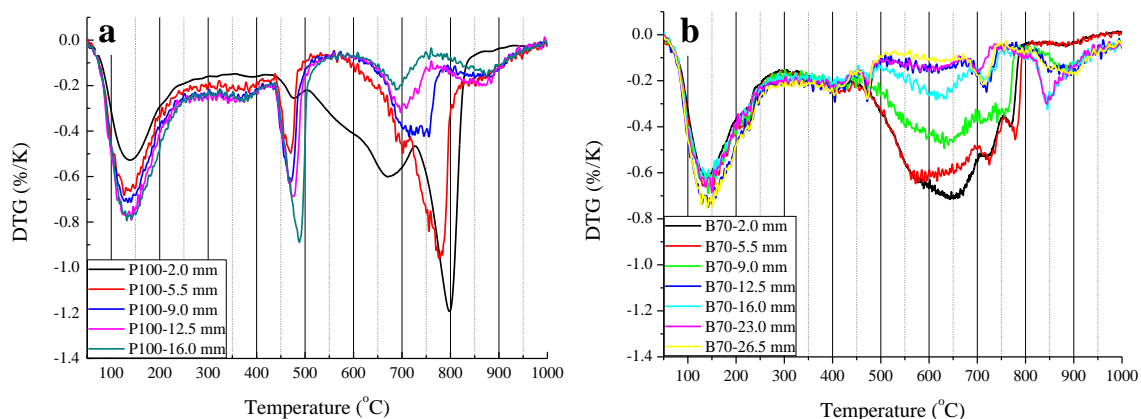 a
0.0
-0.2
-0.4
-0.6
-0.8
-1.0
-1.2
-1.4
DTG (%/K)
P100-2.0 mm
P100-5.5 mm
P100-9.0 mm
P100-12.5 mm
P100-16.0 mm
100 200 300 400 500 600 700 800 900 1000
Temperature (°C)
b
0.0
-0.2
-0.4
-0.6
-0.8
-1.0
-1.2
-1.4
DTG (%/K)
B70-2.0 mm
B70-5.5 mm
B70-9.0 mm
B70-12.5 mm
B70-16.0 mm
B70-23.0 mm
B70-26.5 mm
100 200 300 400 500 600 700 800 900 1000
Temperature (°C)